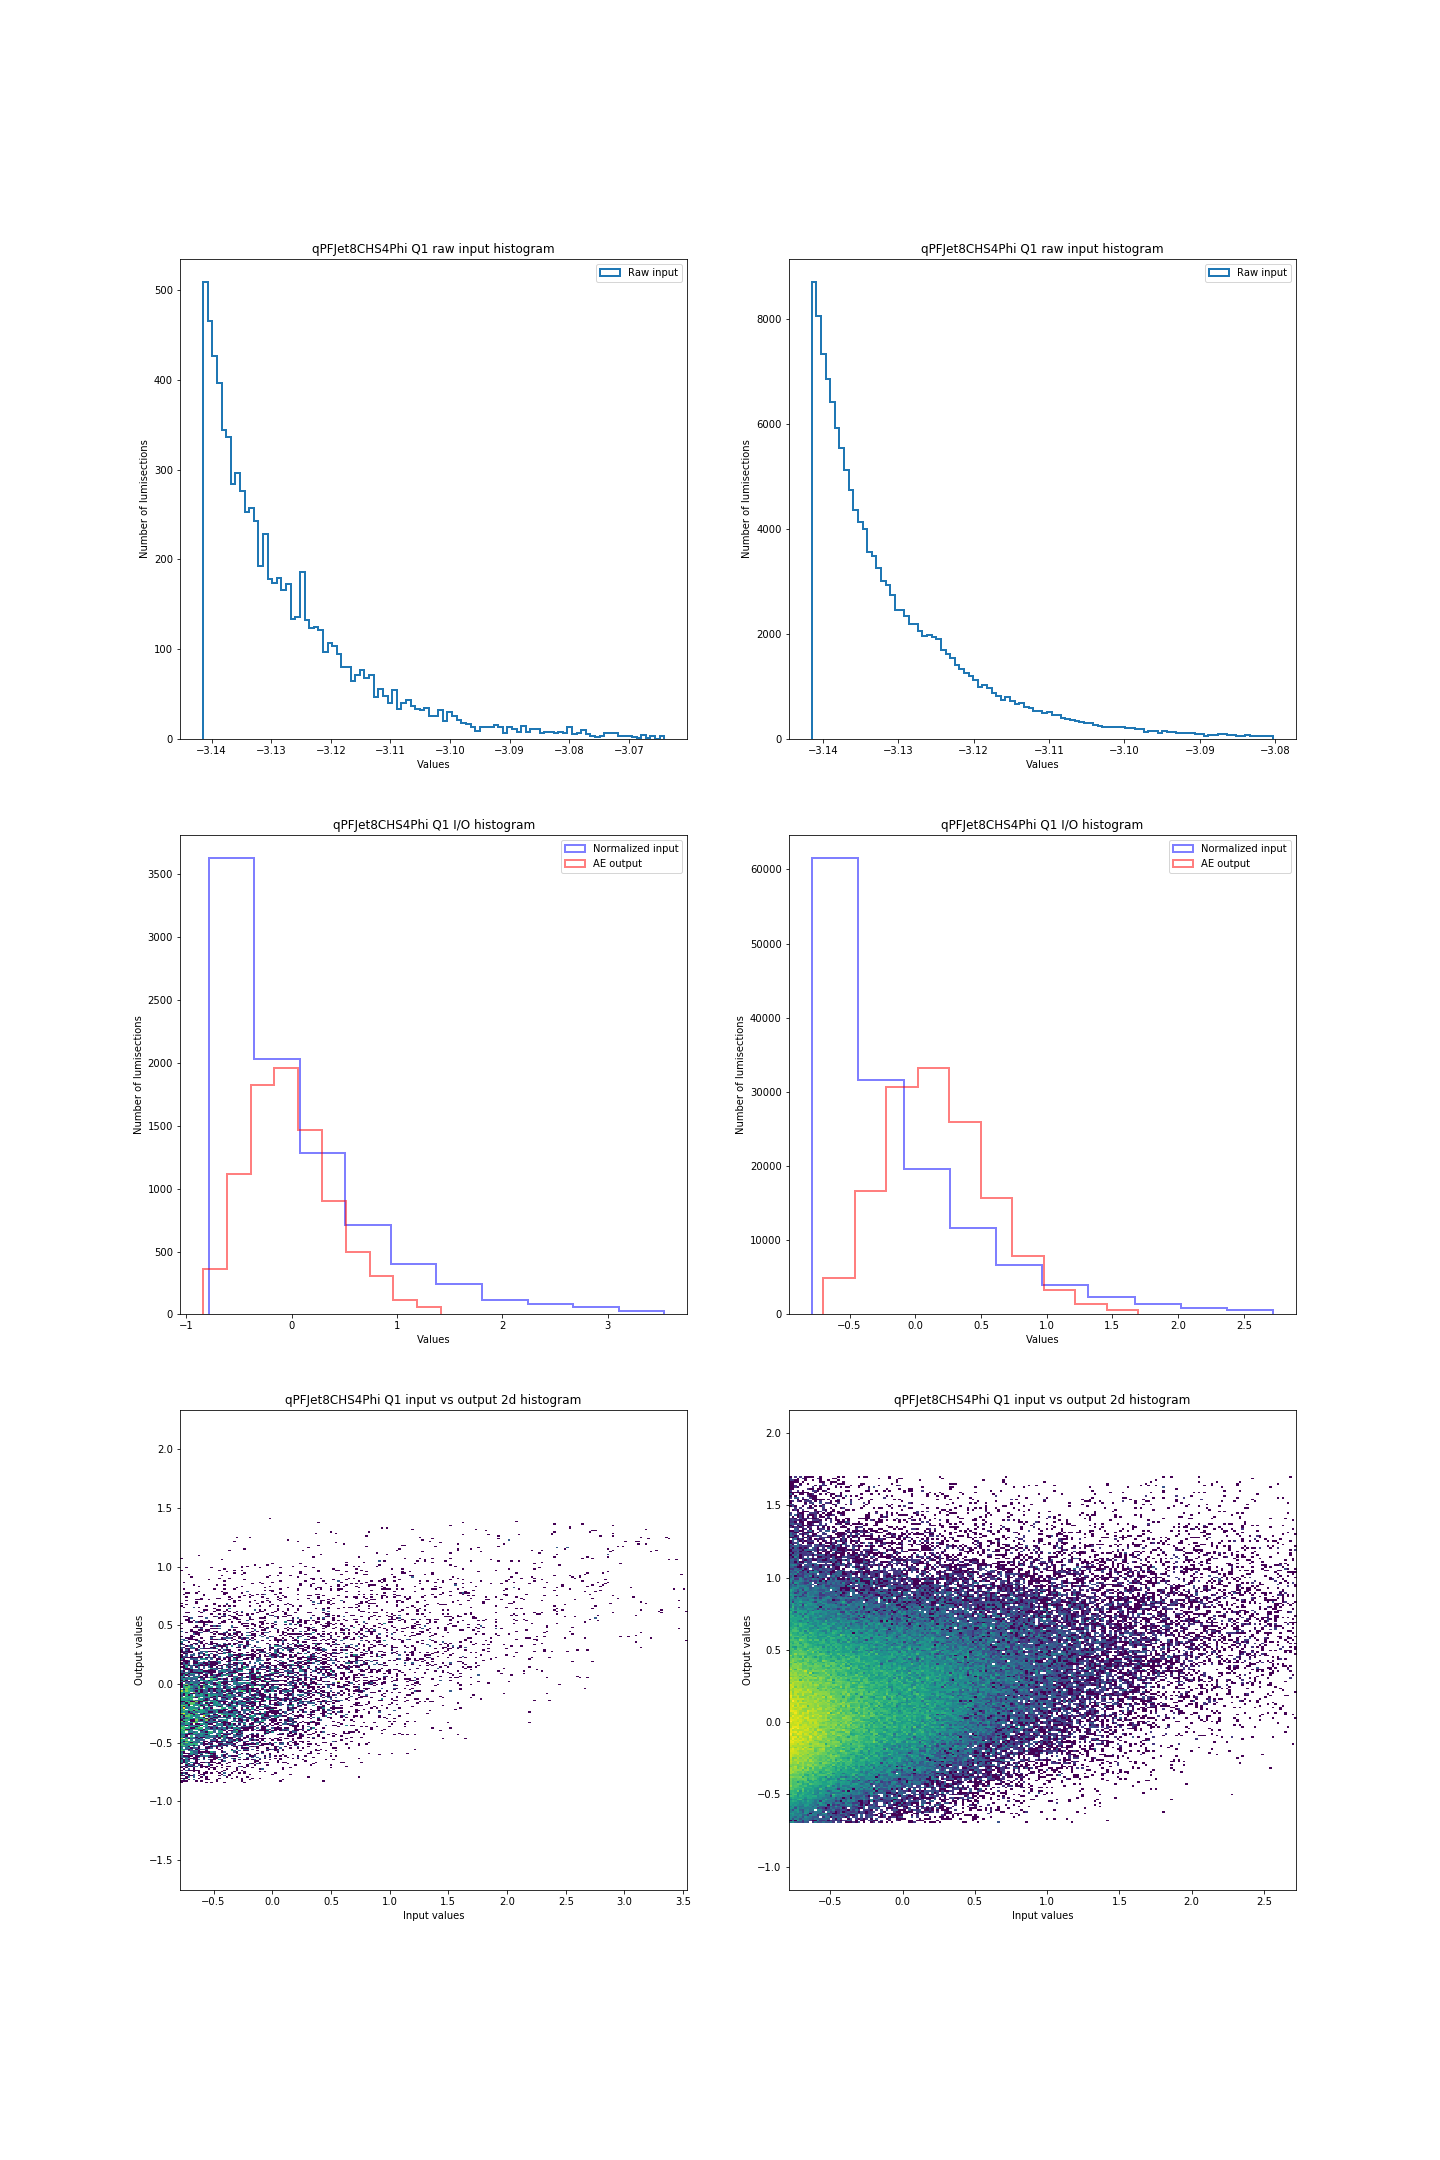 qPFJet8CHS4Phi Q1 raw input histogram
Raw input
Number of lumisections
500
400
300
200
100
0
−3.14 −3.13 −3.12 −3.11 −3.10 −3.09 −3.08 −3.07
Values
qPFJet8CHS4Phi Q1 raw input histogram
Raw input
Number of lumisections
8000
6000
4000
2000
0
−3.14 −3.13 −3.12 −3.11 −3.10 −3.09 −3.08
Values
qPFJet8CHS4Phi Q1 I/O histogram
Normalized input
AE output
Number of lumisections
3500
3000
2500
2000
1500
1000
500
0
−1 0 1 2 3
Values
qPFJet8CHS4Phi Q1 I/O histogram
Normalized input
AE output
Number of lumisections
60000
50000
40000
30000
20000
10000
0
−0.5 0.0 0.5 1.0 1.5 2.0 2.5
Values
qPFJet8CHS4Phi Q1 input vs output 2d histogram
Output values
2.0
1.5
1.0
0.5
0.0
−0.5
−1.0
−1.5
−0.5 0.0 0.5 1.0 1.5 2.0 2.5 3.0 3.5
Input values
qPFJet8CHS4Phi Q1 input vs output 2d histogram
Output values
2.0
1.5
1.0
0.5
0.0
−0.5
−1.0
−0.5 0.0 0.5 1.0 1.5 2.0 2.5
Input values